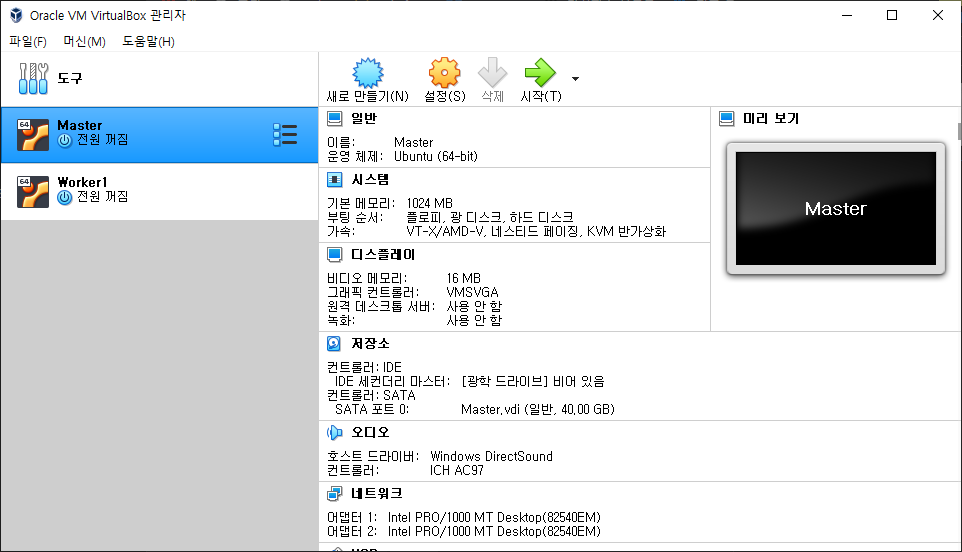 Oracle VM VirtualBox 관리자
파일(F) 머신(M) 도움말(H)
도구
새로 만들기(N) 설정(S) 삭제 시작(T)
64
Master
전원 꺼짐
64
Worker1
전원 꺼짐
일반
이름: Master
운영 체제: Ubuntu (64-bit)
시스템
기본 메모리: 1024 MB
부팅 순서: 플로피, 광 디스크, 하드 디스크
가속: VT-X/AMD-V, 네스티드 페이징, KVM 반가상화
디스플레이
비디오 메모리: 16 MB
그래픽 컨트롤러: VMSVGA
원격 데스크톱 서버: 사용 안 함
녹화: 사용 안 함
미리 보기
Master
저장소
컨트롤러: IDE
IDE 세컨더리 마스터: [광학 드라이브] 비어 있음
컨트롤러: SATA
SATA 포트 0: Master.vdi (일반, 40.00 GB)
오디오
호스트 드라이버: Windows DirectSound
컨트롤러: ICH AC97
네트워크
어댑터 1: Intel PRO/1000 MT Desktop(82540EM)
어댑터 2: Intel PRO/1000 MT Desktop(82540EM)